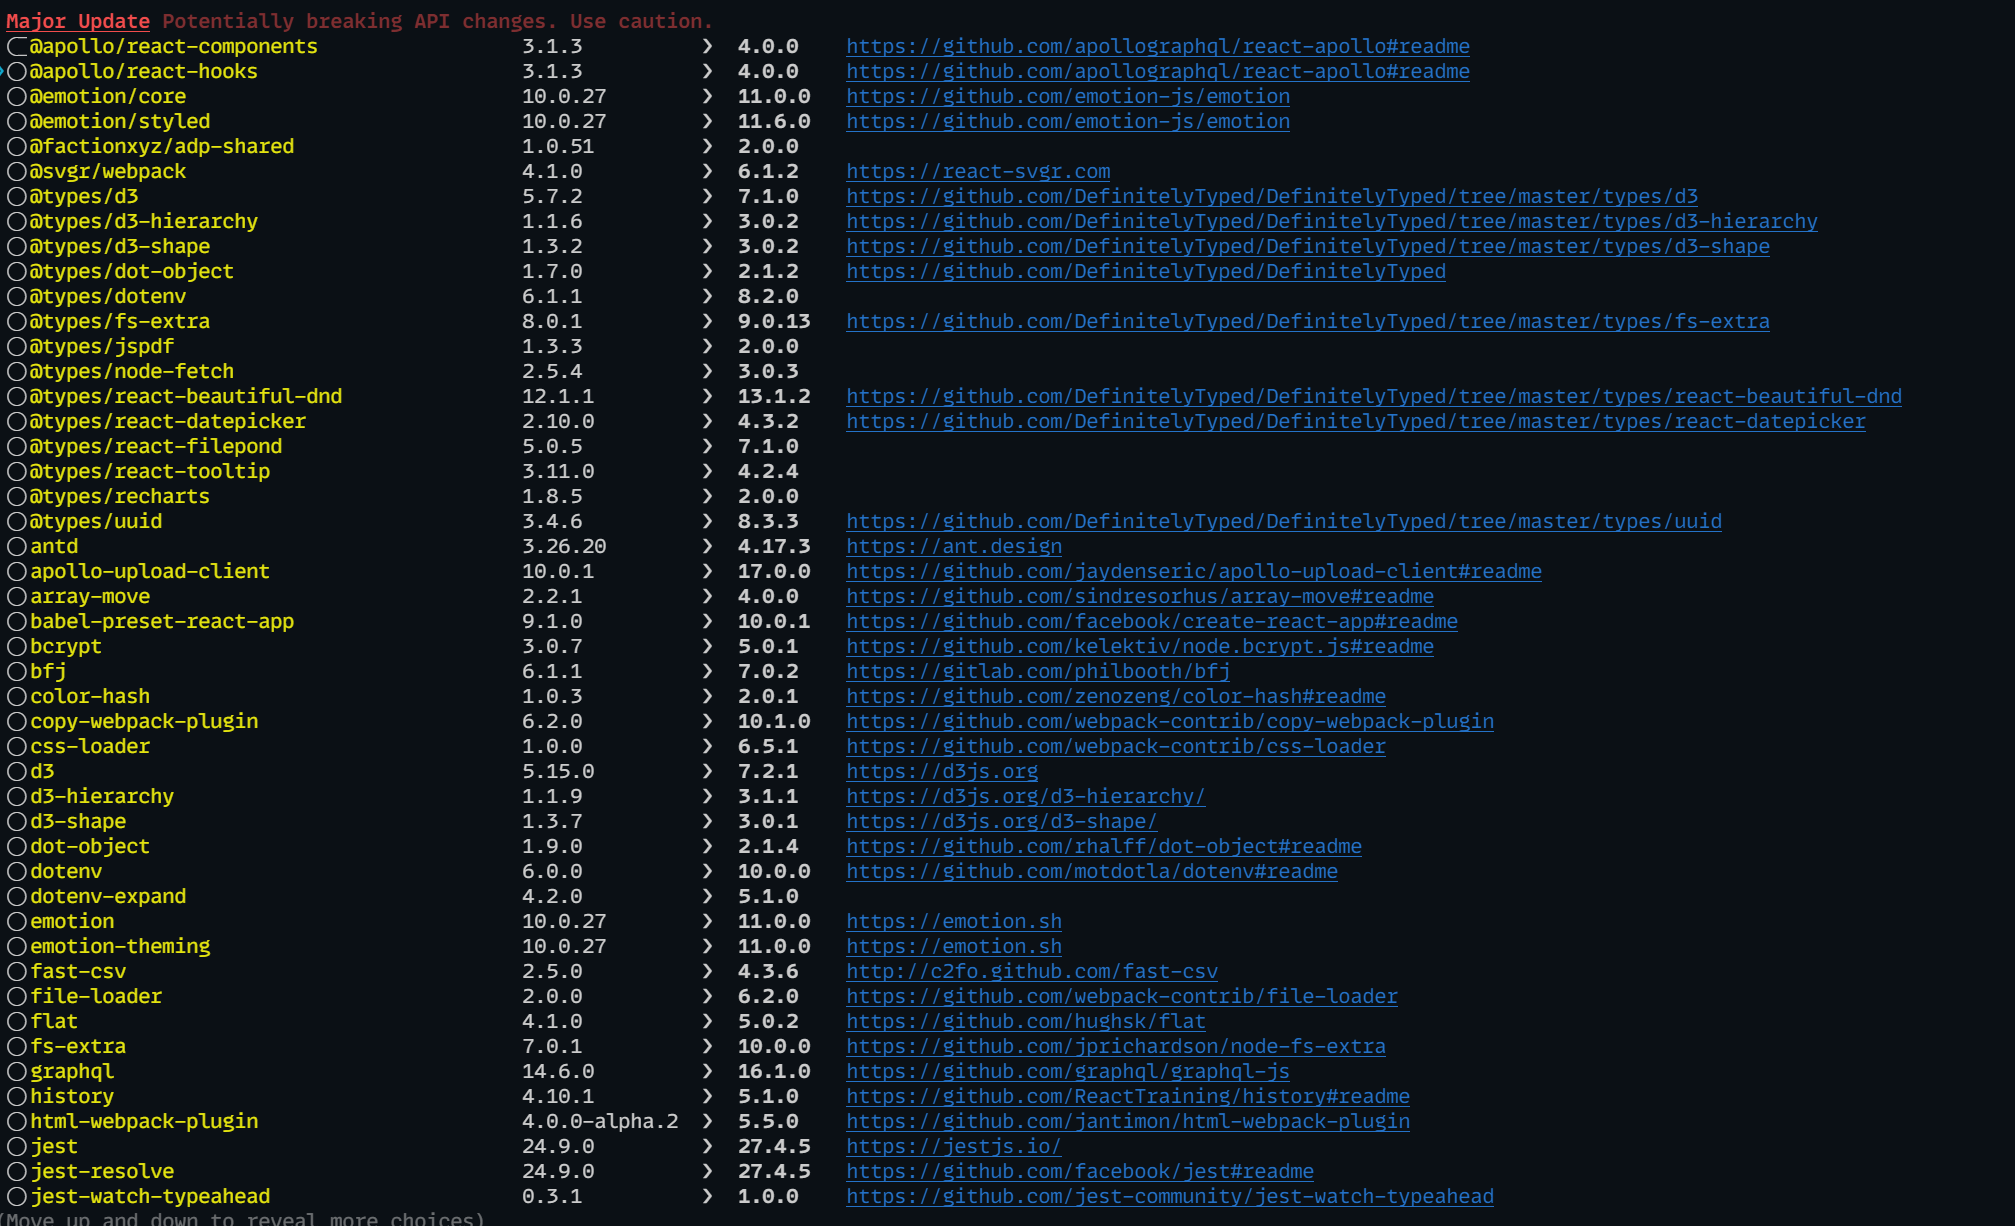 Major Update Potentially breaking API changes. Use caution.
◯@apollo/react-components 3.1.3 ❯ 4.0.0 https://github.com/apollographql/react-apollo#readme
❯◯@apollo/react-hooks 3.1.3 ❯ 4.0.0 https://github.com/apollographql/react-apollo#readme
◯@emotion/core 10.0.27 ❯ 11.0.0 https://github.com/emotion-js/emotion
◯@emotion/styled 10.0.27 ❯ 11.6.0 https://github.com/emotion-js/emotion
◯@factionxyz/adp-shared 1.0.51 ❯ 2.0.0
◯@svgr/webpack 4.1.0 ❯ 6.1.2 https://react-svgr.com
◯@types/d3 5.7.2 ❯ 7.1.0 https://github.com/DefinitelyTyped/DefinitelyTyped/tree/master/types/d3
◯@types/d3-hierarchy 1.1.6 ❯ 3.0.2 https://github.com/DefinitelyTyped/DefinitelyTyped/tree/master/types/d3-hierarchy
◯@types/d3-shape 1.3.2 ❯ 3.0.2 https://github.com/DefinitelyTyped/DefinitelyTyped/tree/master/types/d3-shape
◯@types/dot-object 1.7.0 ❯ 2.1.2 https://github.com/DefinitelyTyped/DefinitelyTyped
◯@types/dotenv 6.1.1 ❯ 8.2.0
◯@types/fs-extra 8.0.1 ❯ 9.0.13 https://github.com/DefinitelyTyped/DefinitelyTyped/tree/master/types/fs-extra
◯@types/jspdf 1.3.3 ❯ 2.0.0
◯@types/node-fetch 2.5.4 ❯ 3.0.3
◯@types/react-beautiful-dnd 12.1.1 ❯ 13.1.2 https://github.com/DefinitelyTyped/DefinitelyTyped/tree/master/types/react-beautiful-dnd
◯@types/react-datepicker 2.10.0 ❯ 4.3.2 https://github.com/DefinitelyTyped/DefinitelyTyped/tree/master/types/react-datepicker
◯@types/react-filepond 5.0.5 ❯ 7.1.0
◯@types/react-tooltip 3.11.0 ❯ 4.2.4
◯@types/recharts 1.8.5 ❯ 2.0.0
◯@types/uuid 3.4.6 ❯ 8.3.3 https://github.com/DefinitelyTyped/DefinitelyTyped/tree/master/types/uuid
◯antd 3.26.20 ❯ 4.17.3 https://ant.design
◯apollo-upload-client 10.0.1 ❯ 17.0.0 https://github.com/jaydenseric/apollo-upload-client#readme
◯array-move 2.2.1 ❯ 4.0.0 https://github.com/sindresorhus/array-move#readme
◯babel-preset-react-app 9.1.0 ❯ 10.0.1 https://github.com/facebook/create-react-app#readme
◯bcrypt 3.0.7 ❯ 5.0.1 https://github.com/kelektiv/node.bcrypt.js#readme
◯bfj 6.1.1 ❯ 7.0.2 https://gitlab.com/philbooth/bfj
◯color-hash 1.0.3 ❯ 2.0.1 https://github.com/zenozeng/color-hash#readme
◯copy-webpack-plugin 6.2.0 ❯ 10.1.0 https://github.com/webpack-contrib/copy-webpack-plugin
◯css-loader 1.0.0 ❯ 6.5.1 https://github.com/webpack-contrib/css-loader
◯d3 5.15.0 ❯ 7.2.1 https://d3js.org
◯d3-hierarchy 1.1.9 ❯ 3.1.1 https://d3js.org/d3-hierarchy/
◯d3-shape 1.3.7 ❯ 3.0.1 https://d3js.org/d3-shape/
◯dot-object 1.9.0 ❯ 2.1.4 https://github.com/rhalff/dot-object#readme
◯dotenv 6.0.0 ❯ 10.0.0 https://github.com/motdotla/dotenv#readme
◯dotenv-expand 4.2.0 ❯ 5.1.0
◯emotion 10.0.27 ❯ 11.0.0 https://emotion.sh
◯emotion-theming 10.0.27 ❯ 11.0.0 https://emotion.sh
◯fast-csv 2.5.0 ❯ 4.3.6 http://c2fo.github.com/fast-csv
◯file-loader 2.0.0 ❯ 6.2.0 https://github.com/webpack-contrib/file-loader
◯flat 4.1.0 ❯ 5.0.2 https://github.com/hughsk/flat
◯fs-extra 7.0.1 ❯ 10.0.0 https://github.com/jprichardson/node-fs-extra
◯graphql 14.6.0 ❯ 16.1.0 https://github.com/graphql/graphql-js
◯history 4.10.1 ❯ 5.1.0 https://github.com/ReactTraining/history#readme
◯html-webpack-plugin 4.0.0-alpha.2 ❯ 5.5.0 https://github.com/jantimon/html-webpack-plugin
◯jest 24.9.0 ❯ 27.4.5 https://jestjs.io/
◯jest-resolve 24.9.0 ❯ 27.4.5 https://github.com/facebook/jest#readme
◯jest-watch-typeahead 0.3.1 ❯ 1.0.0 https://github.com/jest-community/jest-watch-typeahead
(Move up and down to reveal more choices)